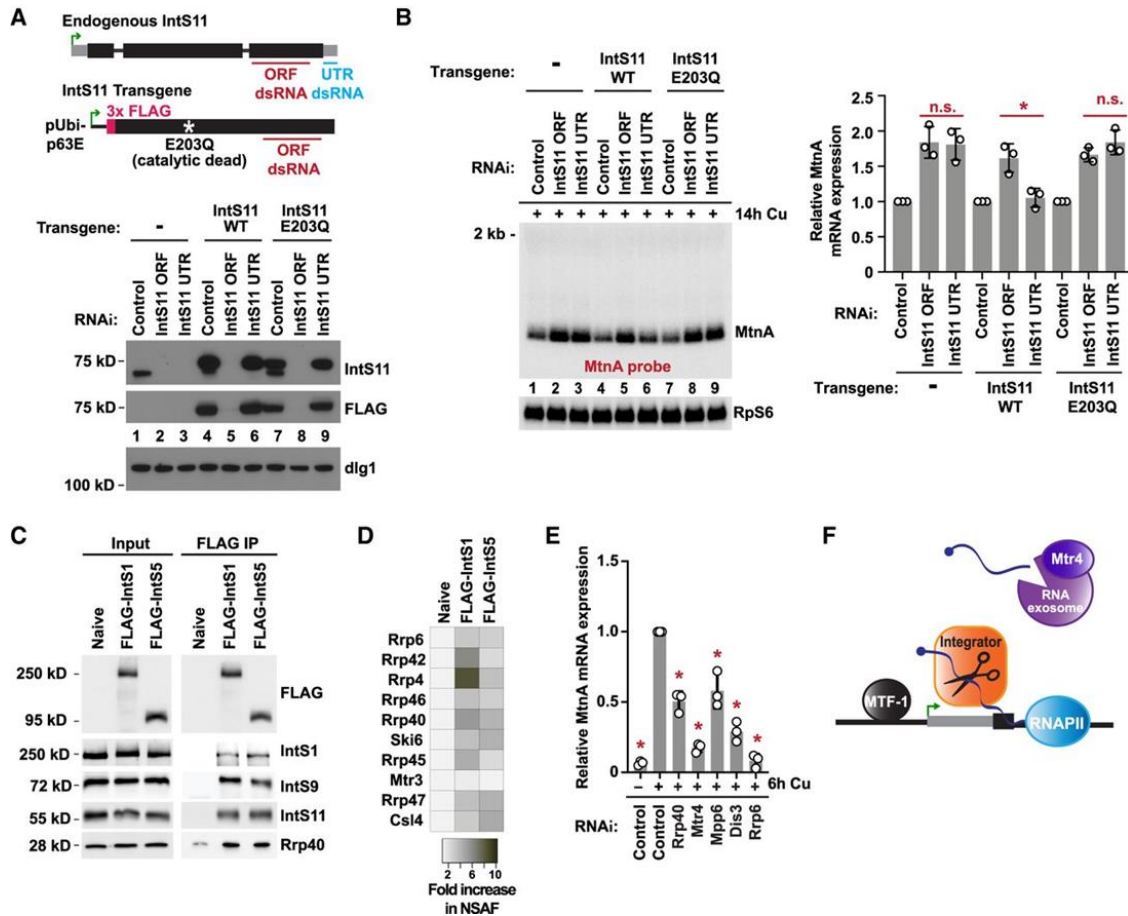 A
Endogenous IntS11
ORF
dsRNA
UTR
dsRNA
IntS11 Transgene
3x FLAG
pUbi-
p63E
*
E203Q
(catalytic dead)
ORF
dsRNA
Transgene:
-
IntS11
WT
IntS11
E203Q
RNAi:
Control
IntS11 ORF
IntS11 UTR
Control
IntS11 ORF
IntS11 UTR
Control
IntS11 ORF
IntS11 UTR
75 kD
IntS11
75 kD
FLAG
1 2 3 4 5 6 7 8 9
dlg1
100 kD
B
Transgene:
-
IntS11
WT
IntS11
E203Q
RNAi:
Control
IntS11 ORF
IntS11 UTR
Control
IntS11 ORF
IntS11 UTR
Control
IntS11 ORF
IntS11 UTR
+ + + + + + + + + 14h Cu
2 kb -
MtnA
MtnA probe
1 2 3 4 5 6 7 8 9
RpS6
Relative MtnA
mRNA expression
2.5
2.0
1.5
1.0
0.5
0
n.s.
*
n.s.
RNAi:
Control
IntS11 ORF
IntS11 UTR
Control
IntS11 ORF
IntS11 UTR
Control
IntS11 ORF
IntS11 UTR
Transgene:
-
IntS11
WT
IntS11
E203Q
C
Input
FLAG IP
Naive
FLAG-IntS1
FLAG-IntS5
Naive
FLAG-IntS1
FLAG-IntS5
250 kD
FLAG
95 kD
250 kD
IntS1
72 kD
IntS9
55 kD
IntS11
28 kD
Rrp40
D
Naive
FLAG-IntS1
FLAG-IntS5
Rrp6
Rrp42
Rrp4
Rrp46
Rrp40
Ski6
Rrp45
Mtr3
Rrp47
Csl4
2 6 10
Fold increase
in NSAF
E
Relative MtnA mRNA expression
1.5
1.0
0.5
0
* * * * * *
- + + + + + + 6h Cu
RNAi:
Control
Control
Rrp40
Mtr4
Mpp6
Dis3
Rrp6
F
Mtr4
RNA
exosome
Integrator
MTF-1
RNAPII